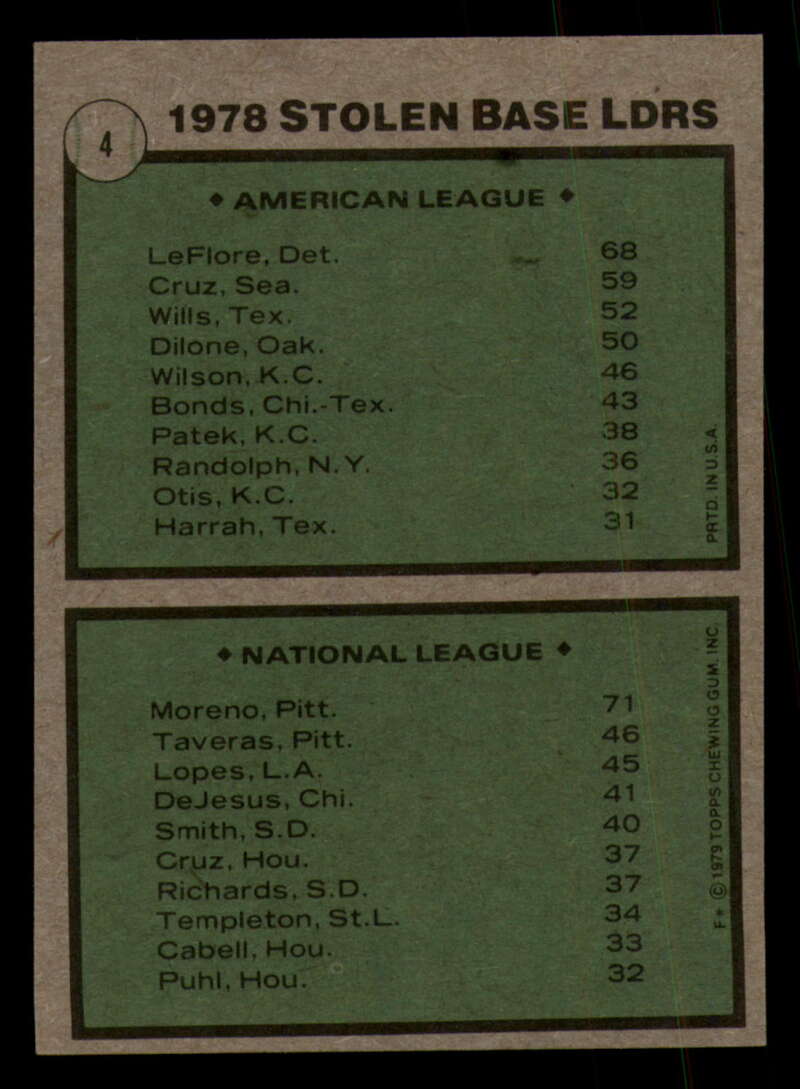 4
1978 STOLEN BASE LDRS
♦ AMERICAN LEAGUE ♦
LeFlore, Det. 68
Cruz, Sea. 59
Wills, Tex. 52
Dilone, Oak. 50
Wilson, K.C. 46
Bonds, Chi.-Tex. 43
Patek, K.C. 38
Randolph, N.Y. 36
Otis, K.C. 32
Harrah, Tex. 31
PRTD. IN U.S.A.
♦ NATIONAL LEAGUE ♦
Moreno, Pitt. 71
Taveras, Pitt. 46
Lopes, L.A. 45
DeJesus, Chi. 41
Smith, S.D. 40
Cruz, Hou. 37
Richards, S.D. 37
Templeton, St.L. 34
Cabell, Hou. 33
Puhl, Hou. 32
F* © 1979 TOPPS CHEWING GUM, INC.